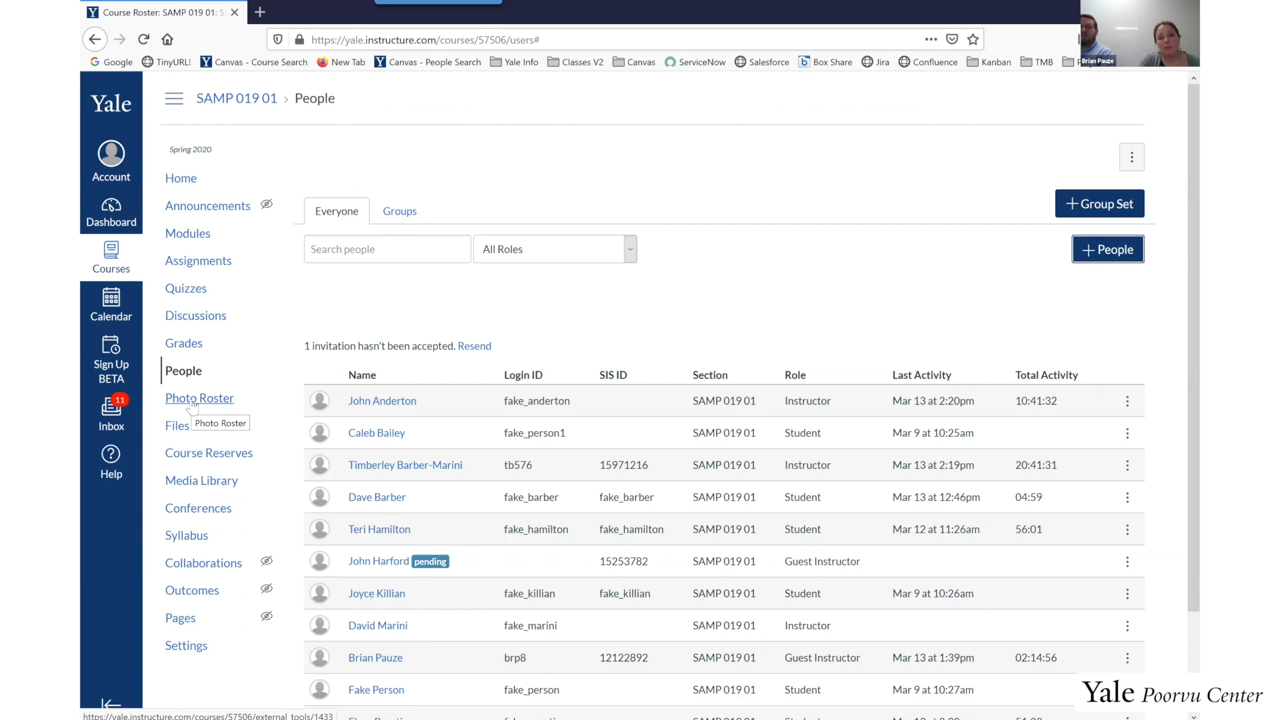 Course Roster: SAMP 019 01: S
https://yale.instructure.com/courses/57506/users#
Google TinyURL! Canvas - Course Search New Tab Canvas - People Search Yale Info Classes V2 Canvas ServiceNow Salesforce Box Share Jira Confluence Kanban TMB
Brian Pauze
Yale
Account
Dashboard
Courses
Calendar
Sign Up
BETA
11
Inbox
Help
SAMP 019 01 › People
Spring 2020
Home
Announcements
Modules
Assignments
Quizzes
Discussions
Grades
People
Photo Roster
Photo Roster
Files
Course Reserves
Media Library
Conferences
Syllabus
Collaborations
Outcomes
Pages
Settings
Everyone Groups
+ Group Set
Search people All Roles
+ People
1 invitation hasn't been accepted. Resend
Name Login ID SIS ID Section Role Last Activity Total Activity
John Anderton fake_anderton SAMP 019 01 Instructor Mar 13 at 2:20pm 10:41:32
Caleb Bailey fake_person1 SAMP 019 01 Student Mar 9 at 10:25am
Timberley Barber-Marini tb576 15971216 SAMP 019 01 Instructor Mar 13 at 2:19pm 20:41:31
Dave Barber fake_barber fake_barber SAMP 019 01 Student Mar 13 at 12:46pm 04:59
Teri Hamilton fake_hamilton fake_hamilton SAMP 019 01 Student Mar 12 at 11:26am 56:01
John Harford pending 15253782 SAMP 019 01 Guest Instructor
Joyce Killian fake_killian fake_killian SAMP 019 01 Student Mar 9 at 10:26am
David Marini fake_marini SAMP 019 01 Instructor
Brian Pauze brp8 12122892 SAMP 019 01 Guest Instructor Mar 13 at 1:39pm 02:14:56
Fake Person fake_person SAMP 019 01 Student Mar 9 at 10:27am
https://yale.instructure.com/courses/57506/external_tools/1433
Yale Poorvu Center